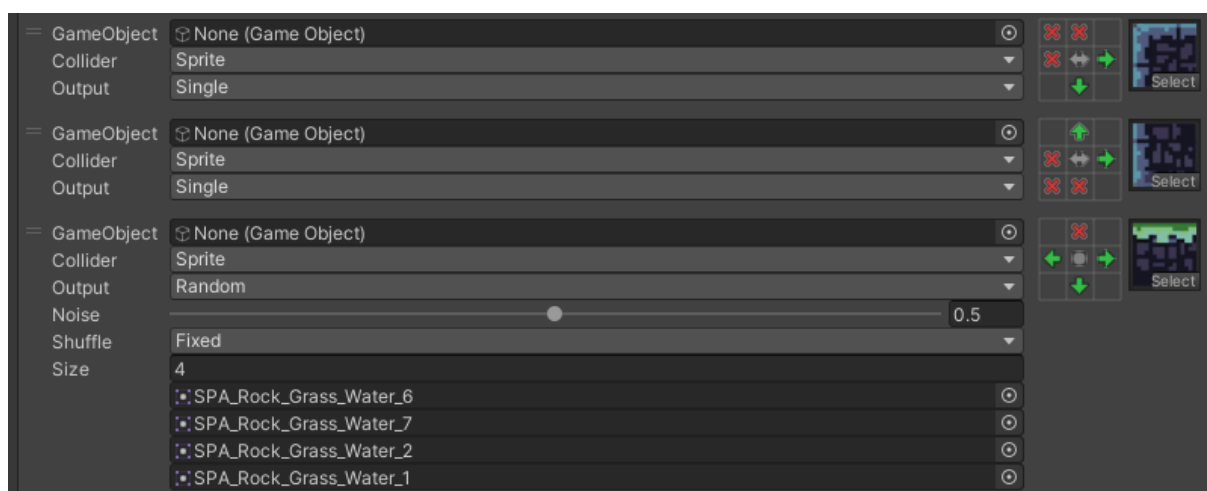 GameObject None (Game Object)
Collider Sprite
Output Single
Select
GameObject None (Game Object)
Collider Sprite
Output Single
Select
GameObject None (Game Object)
Collider Sprite
Output Random
Select
Noise 0.5
Shuffle Fixed
Size 4
SPA_Rock_Grass_Water_6
SPA_Rock_Grass_Water_7
SPA_Rock_Grass_Water_2
SPA_Rock_Grass_Water_1